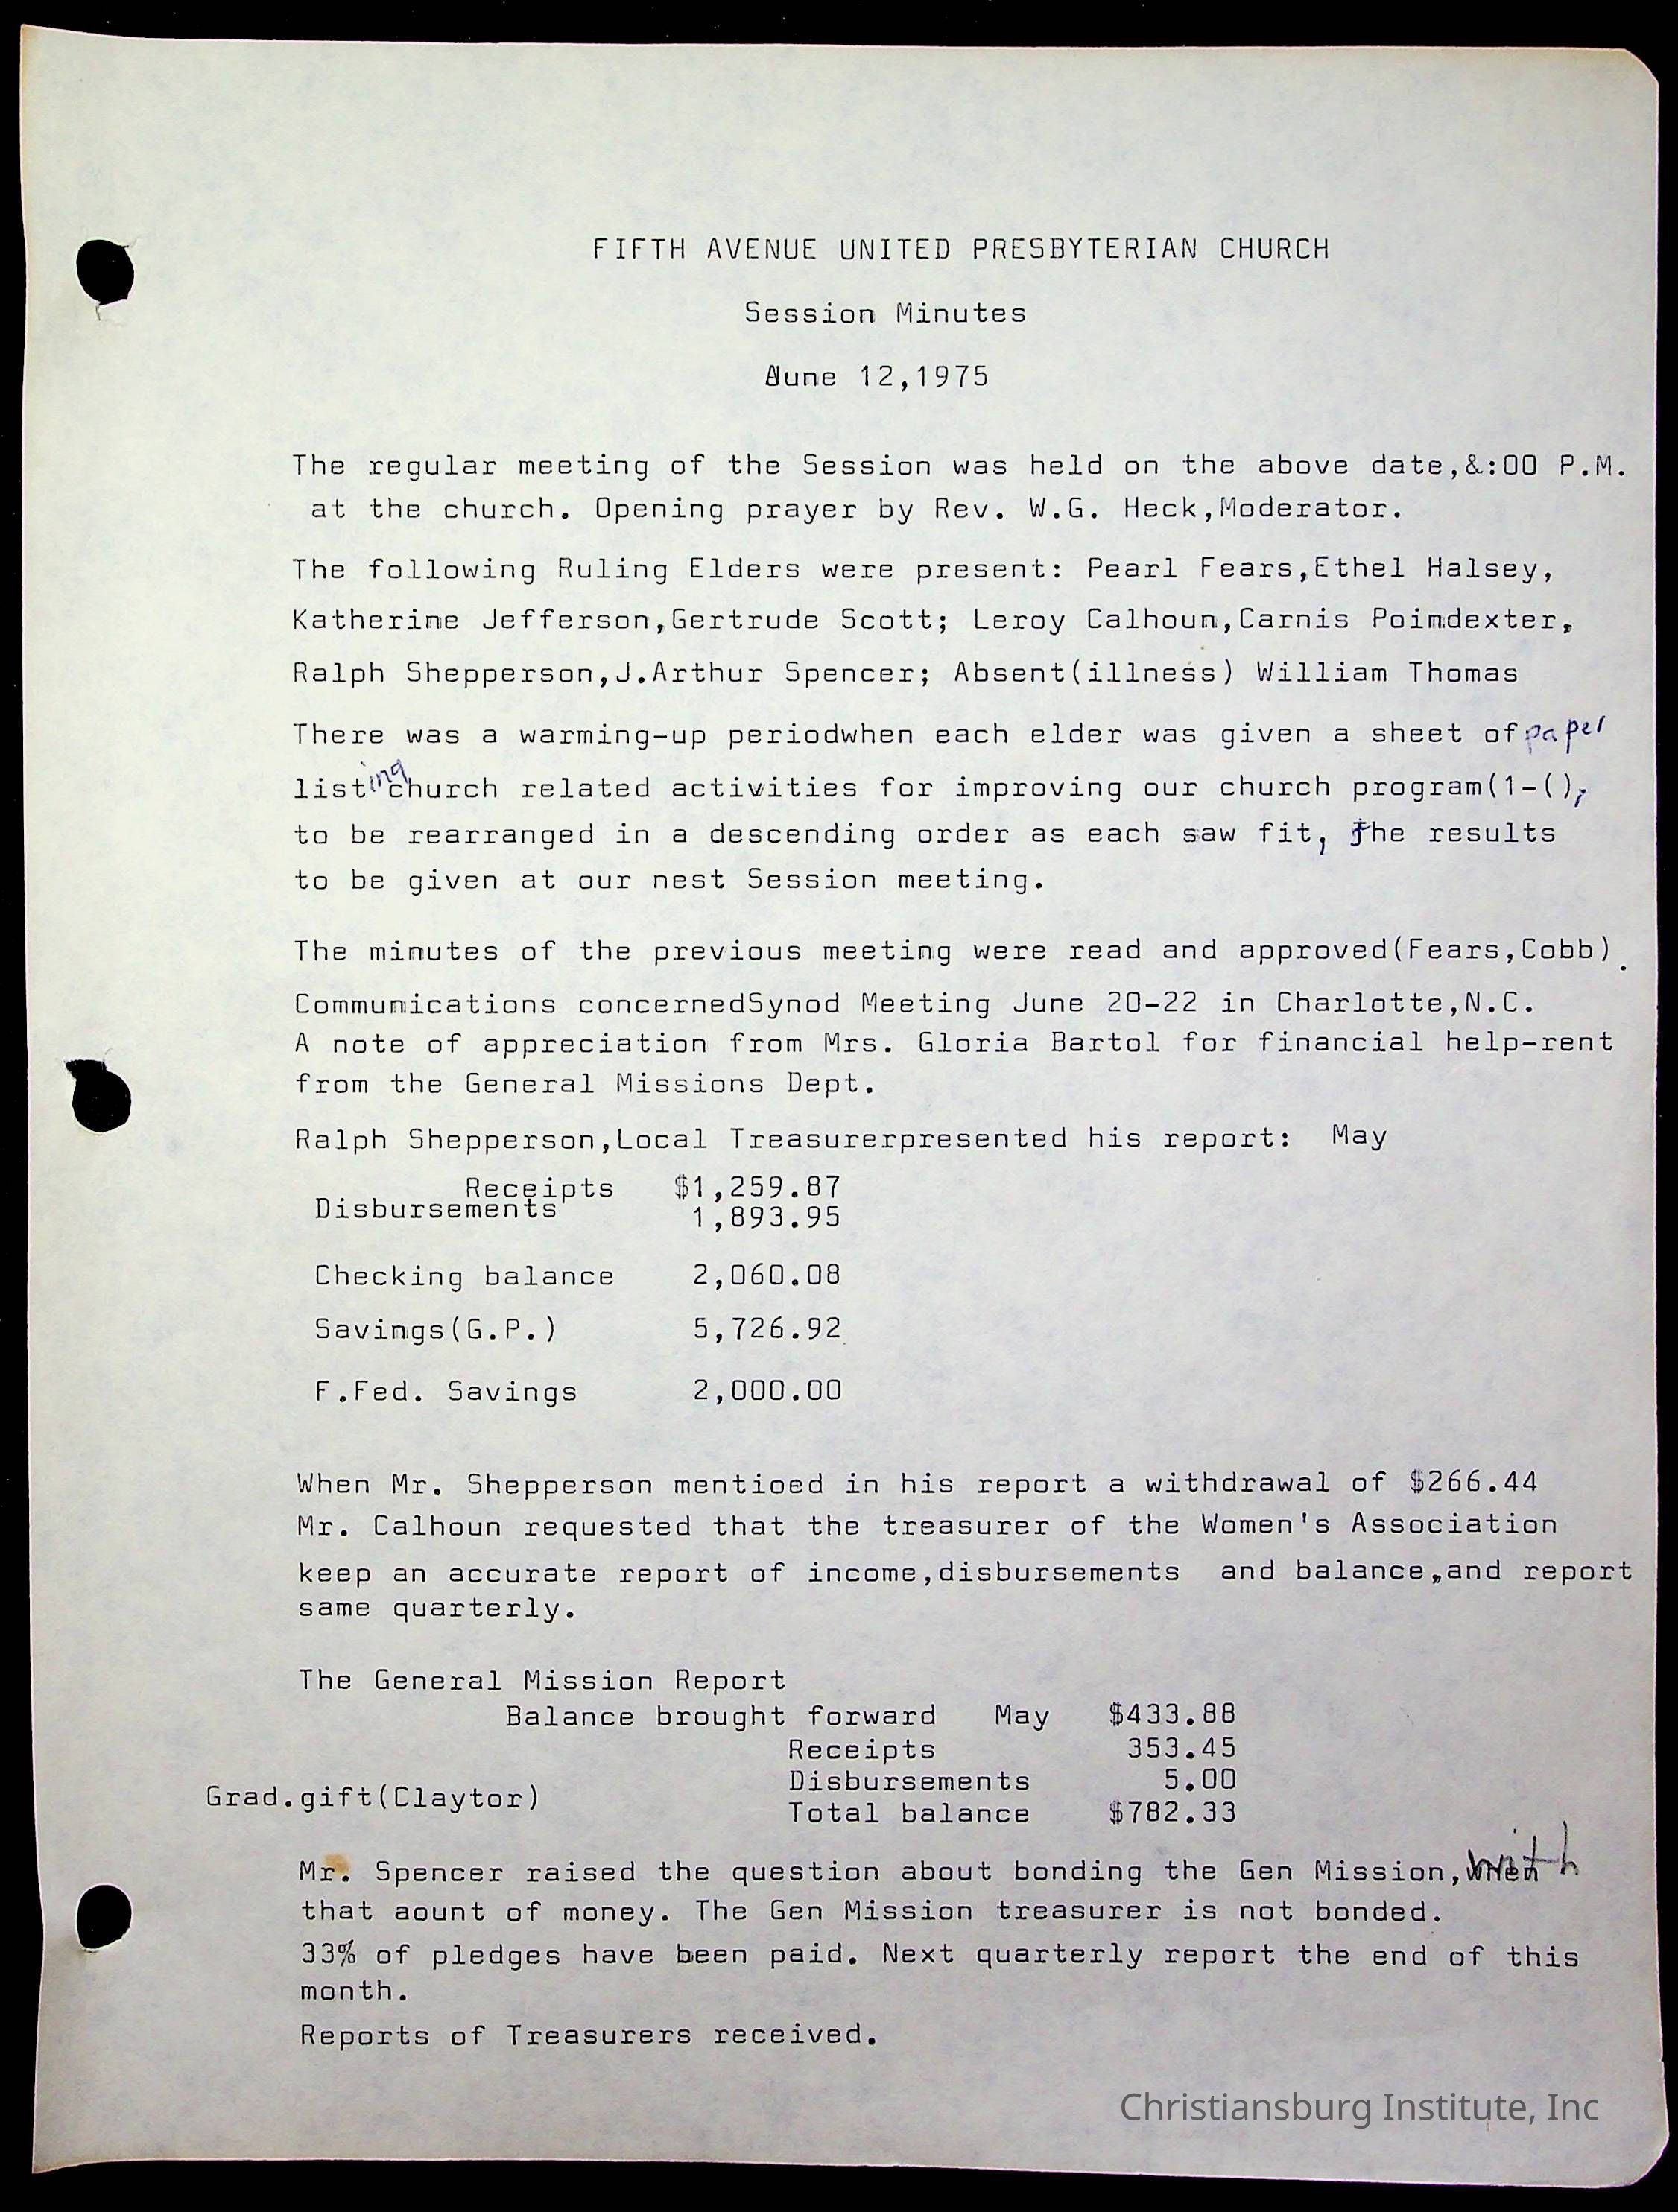 FIFTH AVENUE UNITED PRESBYTERIAN CHURCH
Session Minutes
June 12,1975
The regular meeting of the Session was held on the above date,&:00 P.M.
at the church. Opening prayer by Rev. W.G. Heck,Moderator.
The following Ruling Elders were present: Pearl Fears,Ethel Halsey,
Katherine Jefferson,Gertrude Scott; Leroy Calhoun,Carnis Poindexter,
Ralph Shepperson,J.Arthur Spencer; Absent(illness) William Thomas
There was a warming-up periodwhen each elder was given a sheet of paper
listing church related activities for improving our church program(1-(),
to be rearranged in a descending order as each saw fit, the results
to be given at our nest Session meeting.
The minutes of the previous meeting were read and approved(Fears,Cobb).
Communications concernedSynod Meeting June 20-22 in Charlotte,N.C.
A note of appreciation from Mrs. Gloria Bartol for financial help-rent
from the General Missions Dept.
Ralph Shepperson,Local Treasurerpresented his report: May
Receipts $1,259.87
Disbursements 1,893.95
Checking balance 2,060.08
Savings(G.P.) 5,726.92
F.Fed. Savings 2,000.00
When Mr. Shepperson mentioed in his report a withdrawal of $266.44
Mr. Calhoun requested that the treasurer of the Women's Association
keep an accurate report of income,disbursements and balance,and report
same quarterly.
The General Mission Report
Balance brought forward May $433.88
Receipts 353.45
Disbursements 5.00
Grad.gift(Claytor)
Total balance $782.33
Mr. Spencer raised the question about bonding the Gen Mission, with
that aount of money. The Gen Mission treasurer is not bonded.
33% of pledges have been paid. Next quarterly report the end of this
month.
Reports of Treasurers received.
Christiansburg Institute, Inc